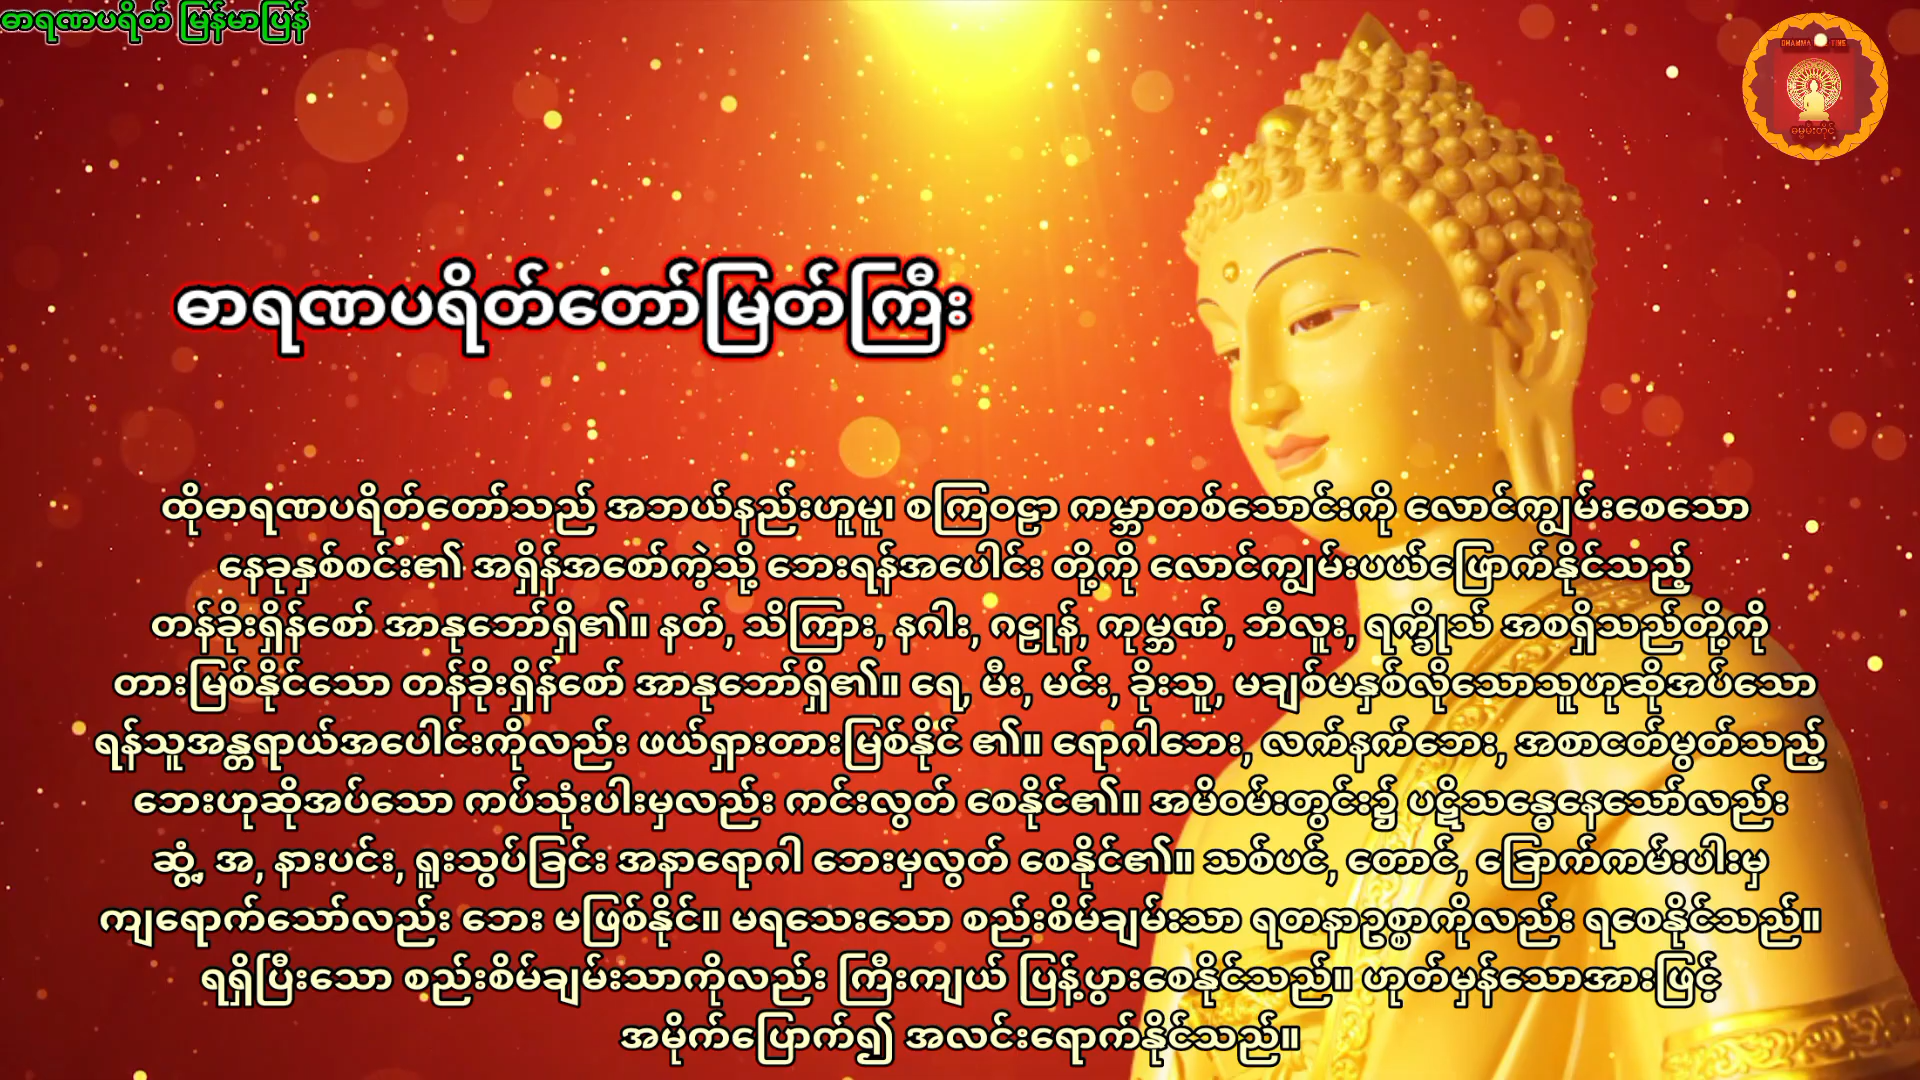 ဓာရဏပရိတ် မြန်မာပြန်
DHAMMA TIME
ဓမ္မမ်းတိုင်
ဓာရဏပရိတ်တော်မြတ်ကြီး
ထိုဓာရဏပရိတ်တော်သည် အဘယ်နည်းဟူမူ၊ စကြဝဠာ ကမ္ဘာတစ်သောင်းကို လောင်ကျွမ်းစေသော
နေခုနှစ်စင်း၏ အရှိန်အစော်ကဲ့သို့ ဘေးရန်အပေါင်း တို့ကို လောင်ကျွမ်းပယ်ဖြောက်နိုင်သည့်
တန်ခိုးရှိန်စော် အာနုဘော်ရှိ၏။ နတ်, သိကြား, နဂါး, ဂဠုန်, ကုမ္ဘဏ်, ဘီလူး, ရက္ခိုသ် အစရှိသည်တို့ကို
တားမြစ်နိုင်သော တန်ခိုးရှိန်စော် အာနုဘော်ရှိ၏။ ရေ, မီး, မင်း, ခိုးသူ, မချစ်မနှစ်လိုသောသူဟုဆိုအပ်သော
ရန်သူအန္တရာယ်အပေါင်းကိုလည်း ဖယ်ရှားတားမြစ်နိုင် ၏။ ရောဂါဘေး, လက်နက်ဘေး, အစာငတ်မွတ်သည့်
ဘေးဟုဆိုအပ်သော ကပ်သုံးပါးမှလည်း ကင်းလွတ် စေနိုင်၏။ အမိဝမ်းတွင်း၌ ပဋိသန္ဓေနေသော်လည်း
ဆွံ့, အ, နားပင်း, ရူးသွပ်ခြင်း အနာရောဂါ ဘေးမှလွတ် စေနိုင်၏။ သစ်ပင်, တောင်, ခြောက်ကမ်းပါးမှ
ကျရောက်သော်လည်း ဘေး မဖြစ်နိုင်။ မရသေးသော စည်းစိမ်ချမ်းသာ ရတနာဥစ္စာကိုလည်း ရစေနိုင်သည်။
ရရှိပြီးသော စည်းစိမ်ချမ်းသာကိုလည်း ကြီးကျယ် ပြန့်ပွားစေနိုင်သည်။ ဟုတ်မှန်သောအားဖြင့်
အမိုက်ပြောက်၍ အလင်းရောက်နိုင်သည်။